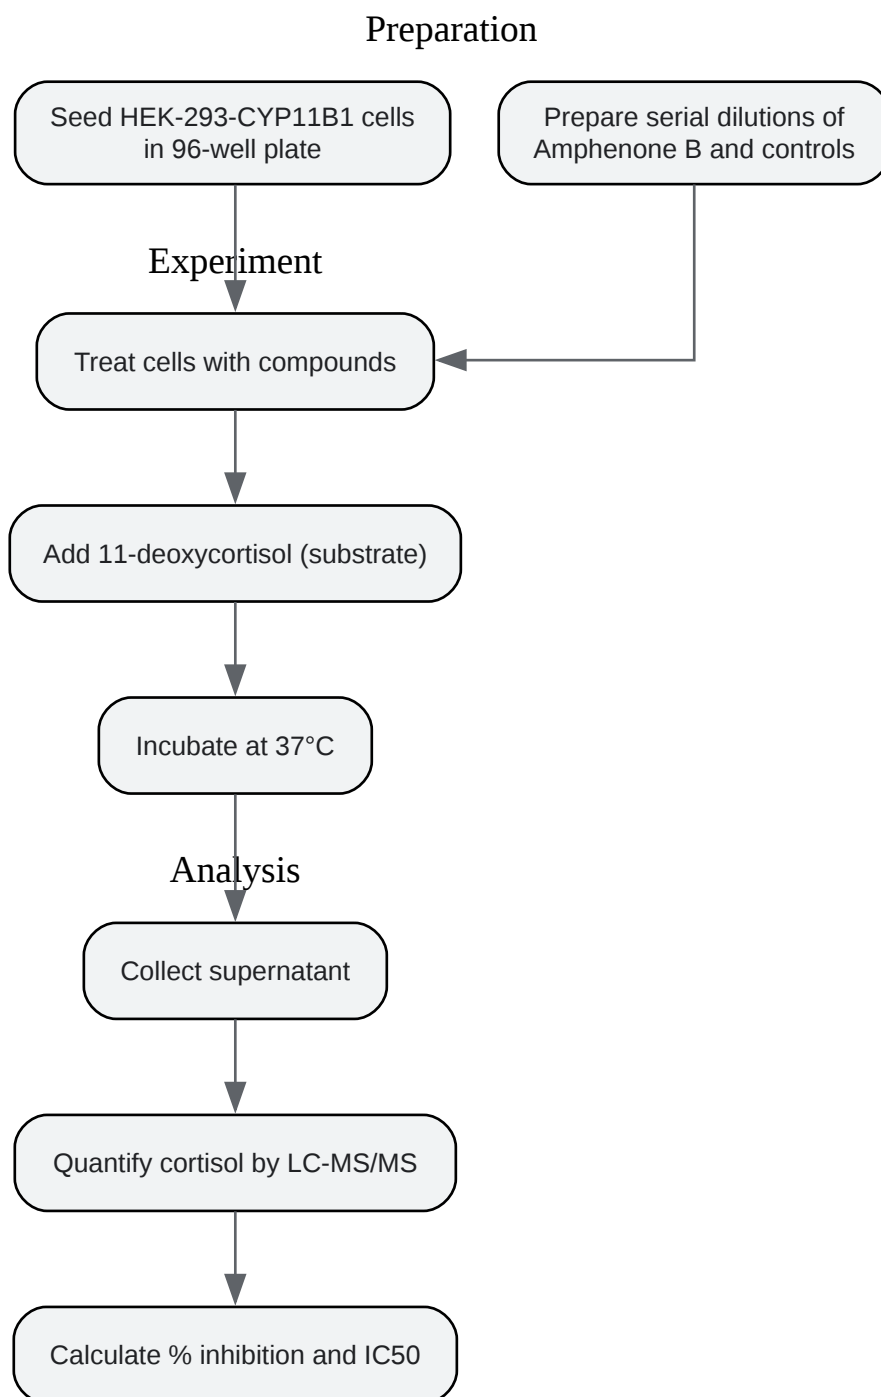 Preparation
Seed HEK-293-CYP11B1 cells
in 96-well plate
Prepare serial dilutions of
Amphenone B and controls
Experiment
Treat cells with compounds
Add 11-deoxycortisol (substrate)
Incubate at 37°C
Analysis
Collect supernatant
Quantify cortisol by LC-MS/MS
Calculate % inhibition and IC50